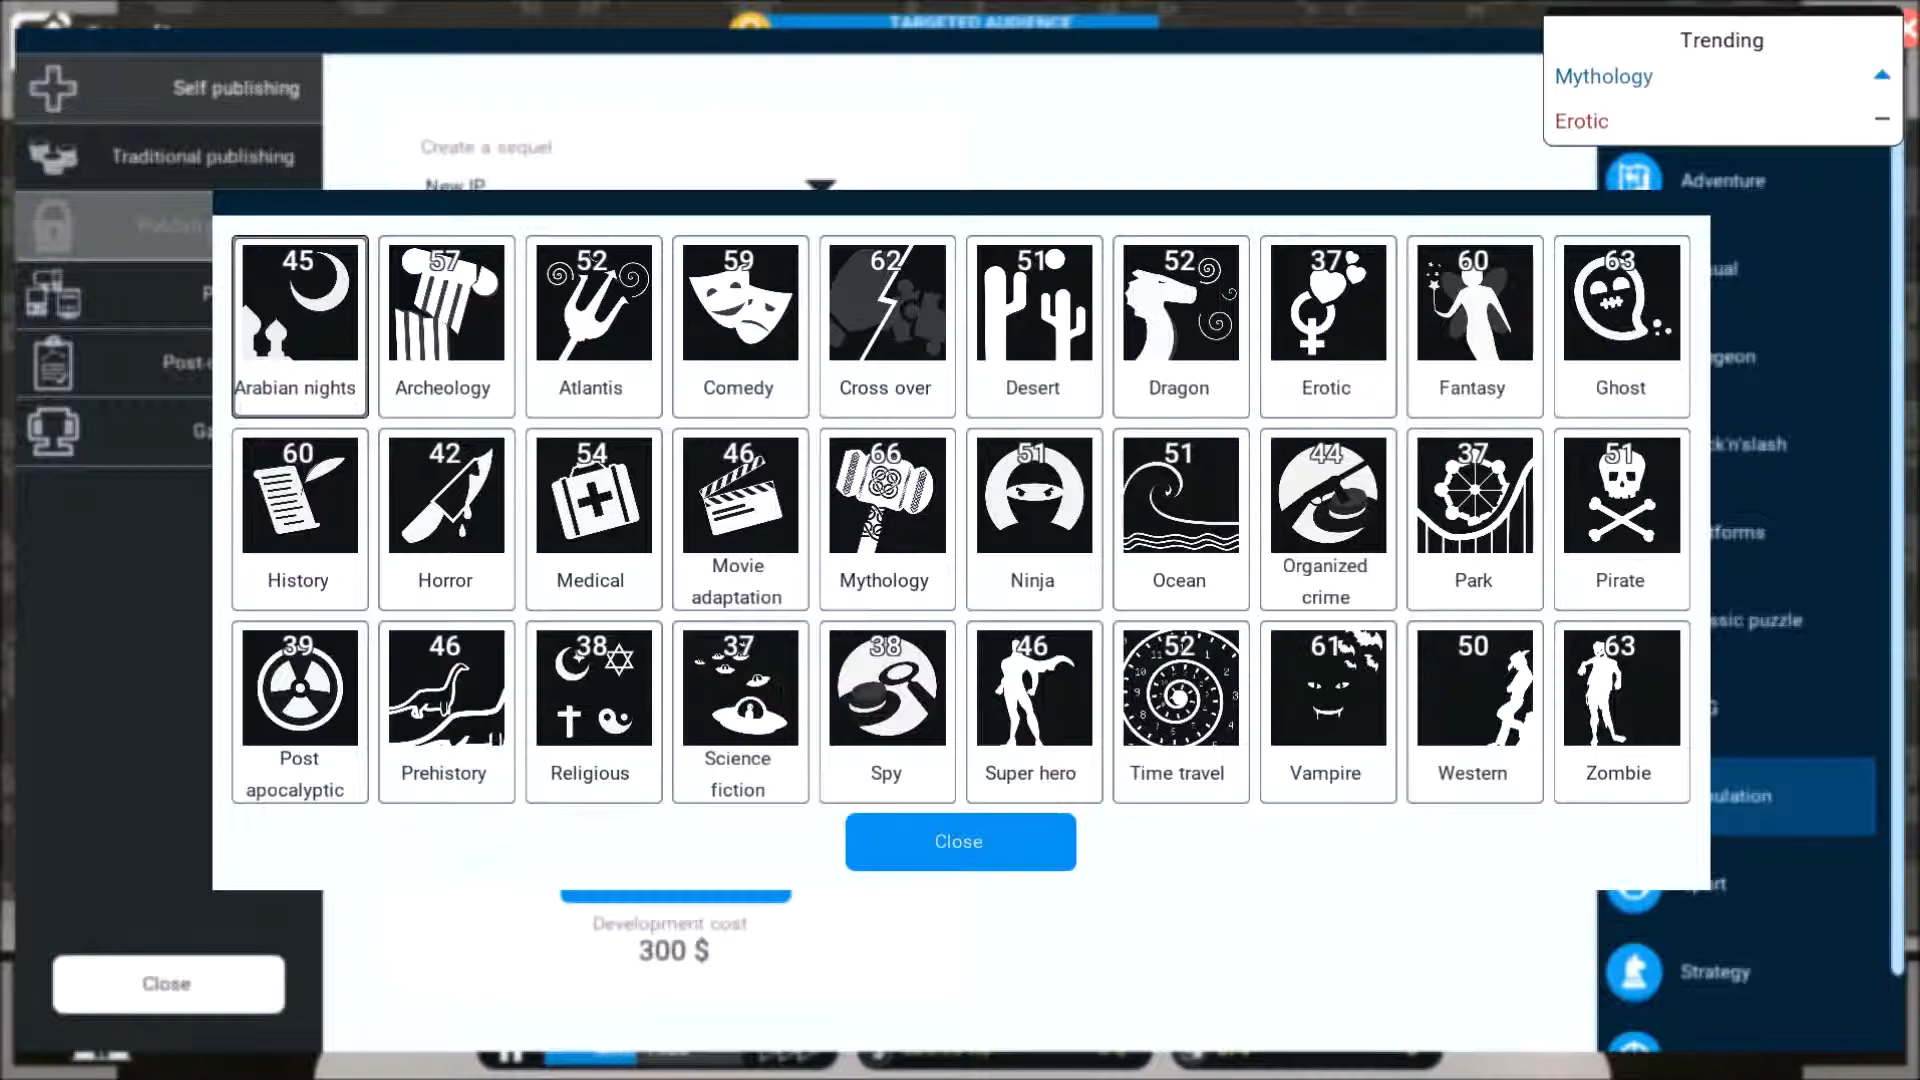 TARGETED AUDIENCE
Trending
Mythology
Erotic
Self publishing
Traditional publishing
Create a sequel
New IP
Adventure
45
57
52
59
62
51
52
37
60
63
Arabian nights
Archeology
Atlantis
Comedy
Cross over
Desert
Dragon
Erotic
Fantasy
Ghost
60
42
54
46
66
51
51
44
37
51
History
Horror
Medical
Movie
adaptation
Mythology
Ninja
Ocean
Organized
crime
Park
Pirate
39
46
38
37
38
46
52
61
50
63
Post
apocalyptic
Prehistory
Religious
Science
fiction
Spy
Super hero
Time travel
Vampire
Western
Zombie
Close
Development cost
300 $
Close
Strategy